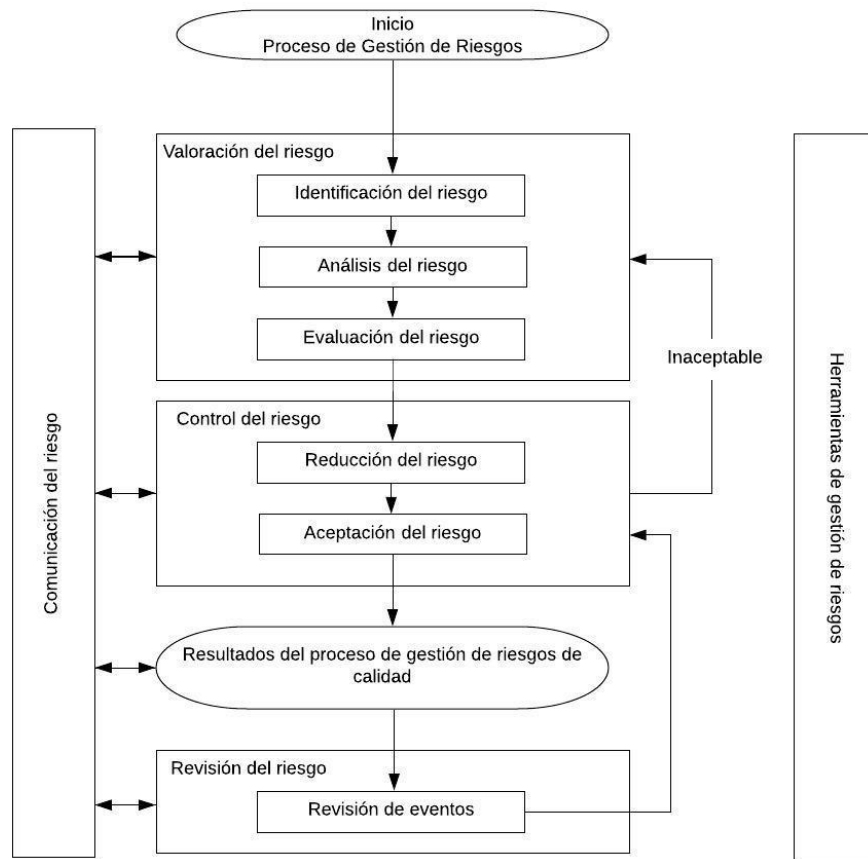 Inicio
Proceso de Gestión de Riesgos
Valoración del riesgo
Identificación del riesgo
Análisis del riesgo
Evaluación del riesgo
Inaceptable
Control del riesgo
Reducción del riesgo
Aceptación del riesgo
Resultados del proceso de gestión de riesgos de
calidad
Revisión del riesgo
Revisión de eventos
Comunicación del riesgo
Herramientas de gestión de riesgos